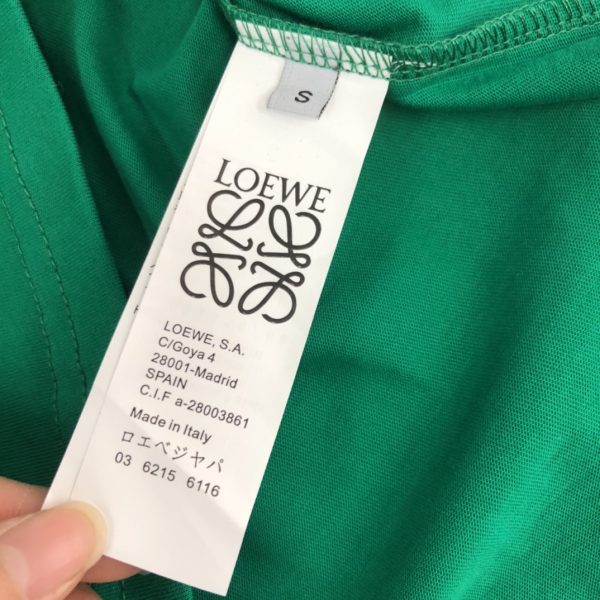 S
LOEWE
LOEWE, S.A.
C/Goya 4
28001-Madrid
SPAIN
C.I.F a-28003861
Made in Italy
ロエベジヤパ
03 6215 6116